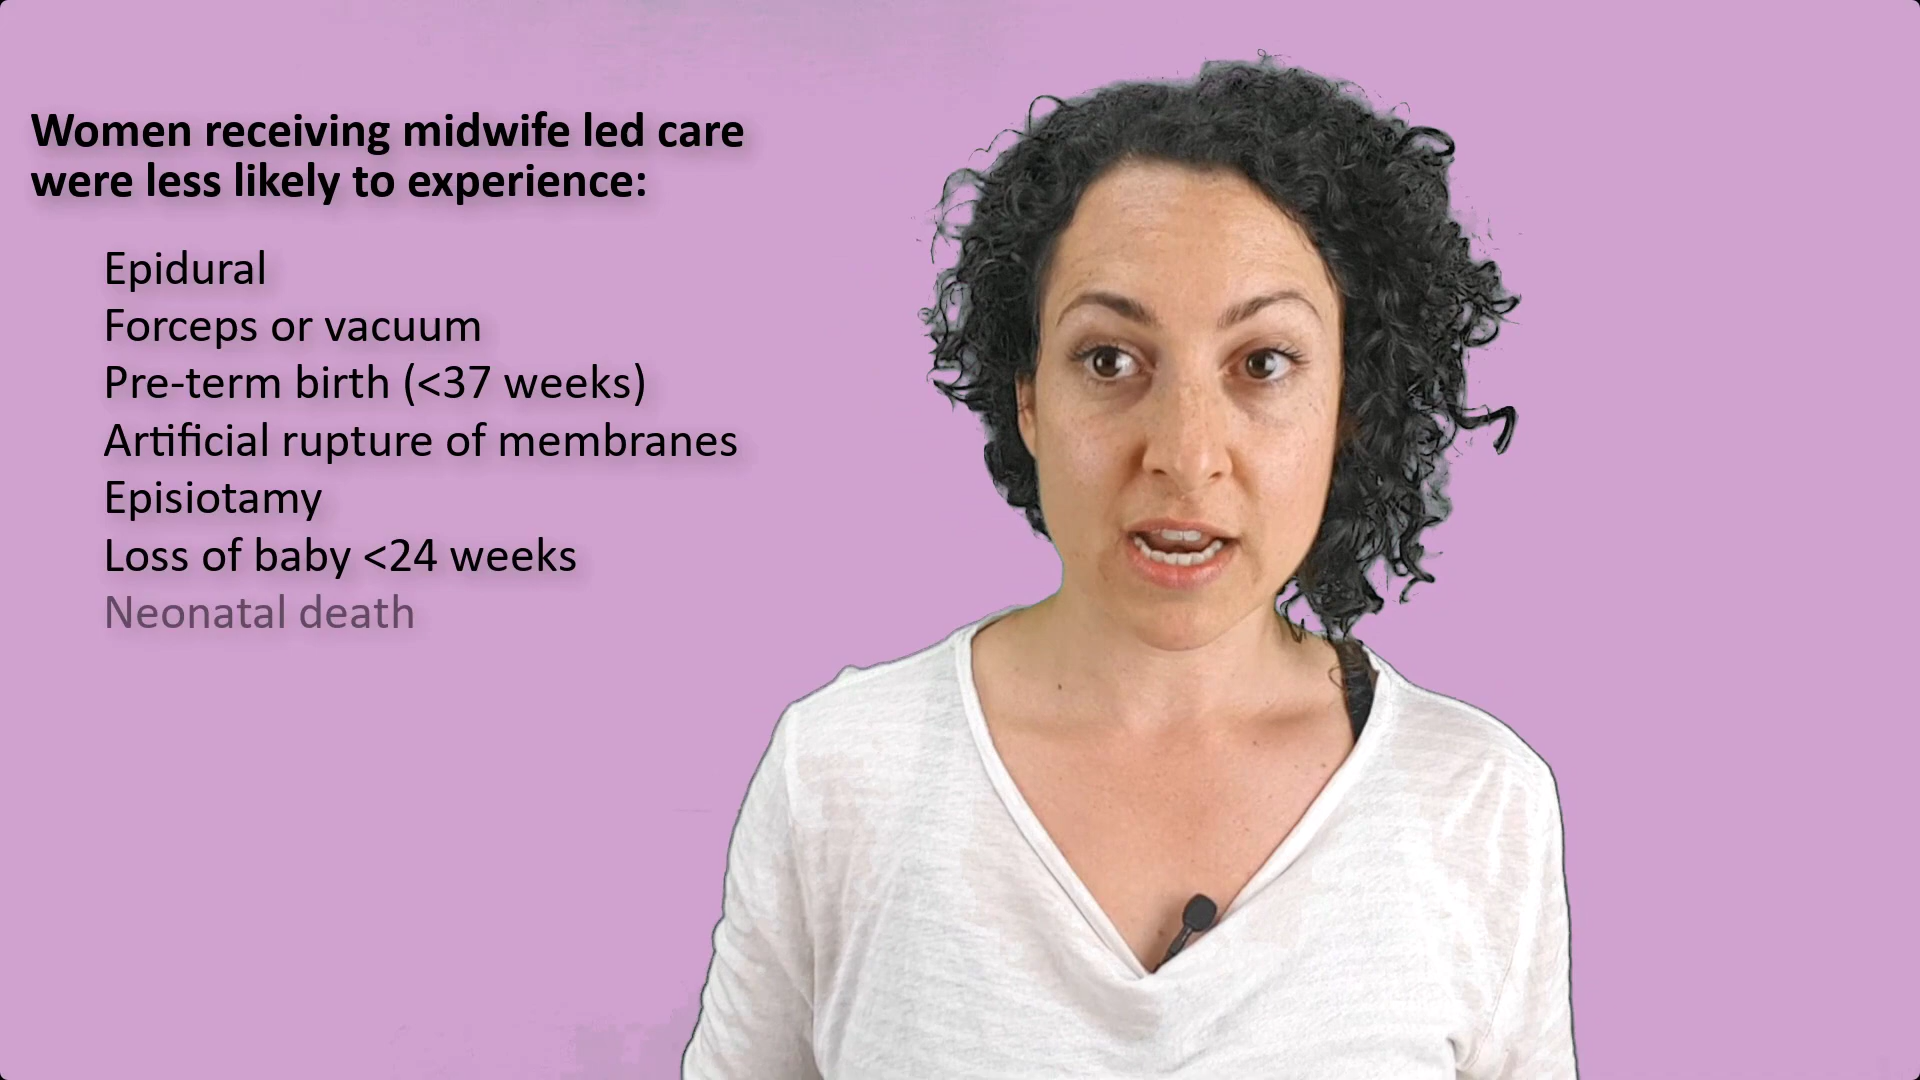 Women receiving midwife led care
were less likely to experience:
Epidural
Forceps or vacuum
Pre-term birth (<37 weeks)
Artificial rupture of membranes
Episiotamy
Loss of baby <24 weeks
Neonatal death